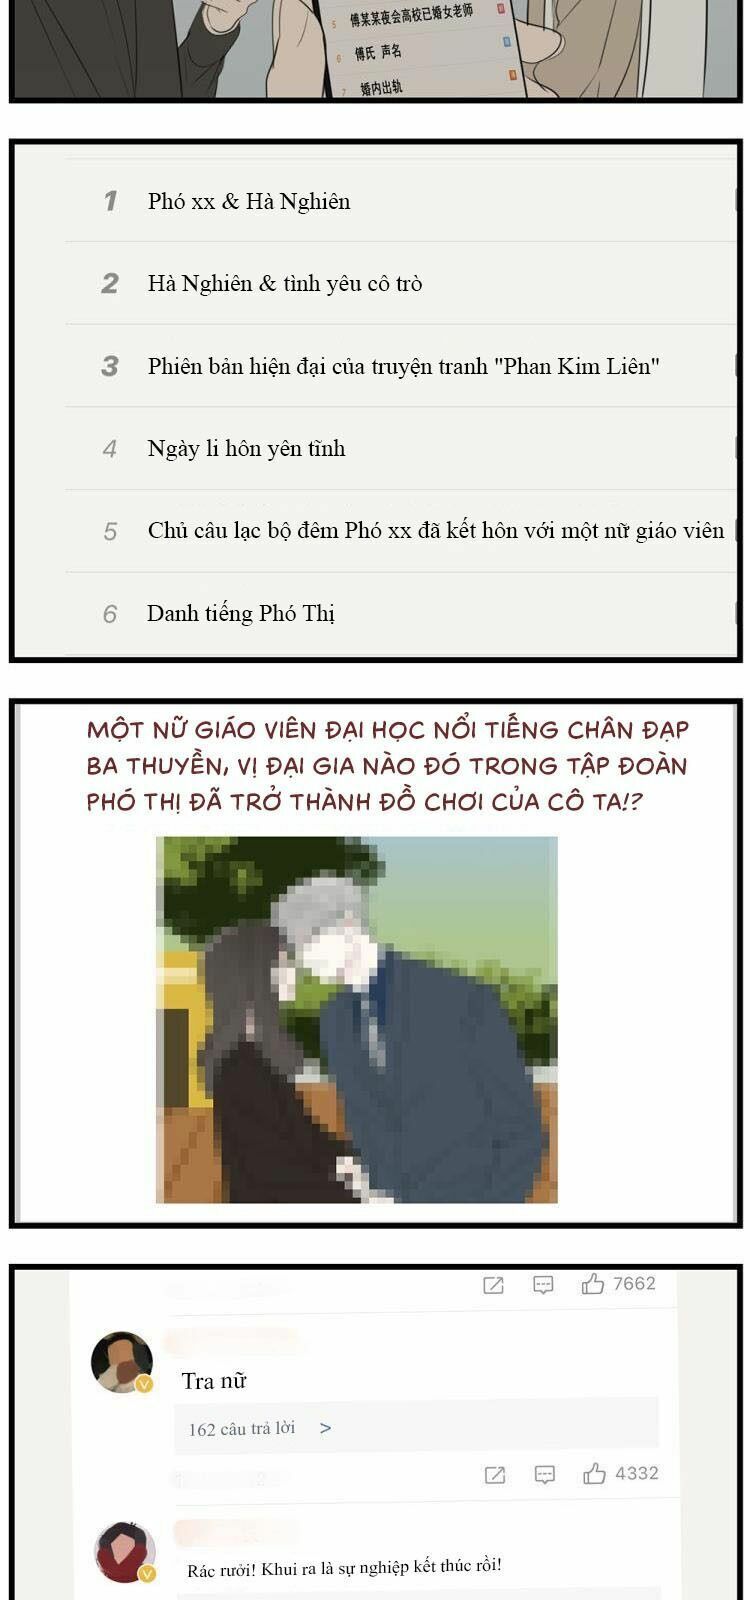 5 傅某某夜会高校已婚女老师
6 傅氏 声名
7 婚内出轨
1 Phó xx & Hà Nghiên
2 Hà Nghiên & tình yêu cô trò
3 Phiên bản hiện đại của truyện tranh "Phan Kim Liên"
4 Ngày li hôn yên tĩnh
5 Chủ câu lạc bộ đêm Phó xx đã kết hôn với một nữ giáo viên
6 Danh tiếng Phó Thị
MỘT NỮ GIÁO VIÊN ĐẠI HỌC NỔI TIẾNG CHÂN ĐẠP
BA THUYỀN, VỊ ĐẠI GIA NÀO ĐÓ TRONG TẬP ĐOÀN
PHÓ THỊ ĐÃ TRỞ THÀNH ĐỒ CHƠI CỦA CÔ TA!?
7662
Tra nữ
162 câu trả lời >
4332
Rác rưởi! Khui ra là sự nghiệp kết thúc rồi!